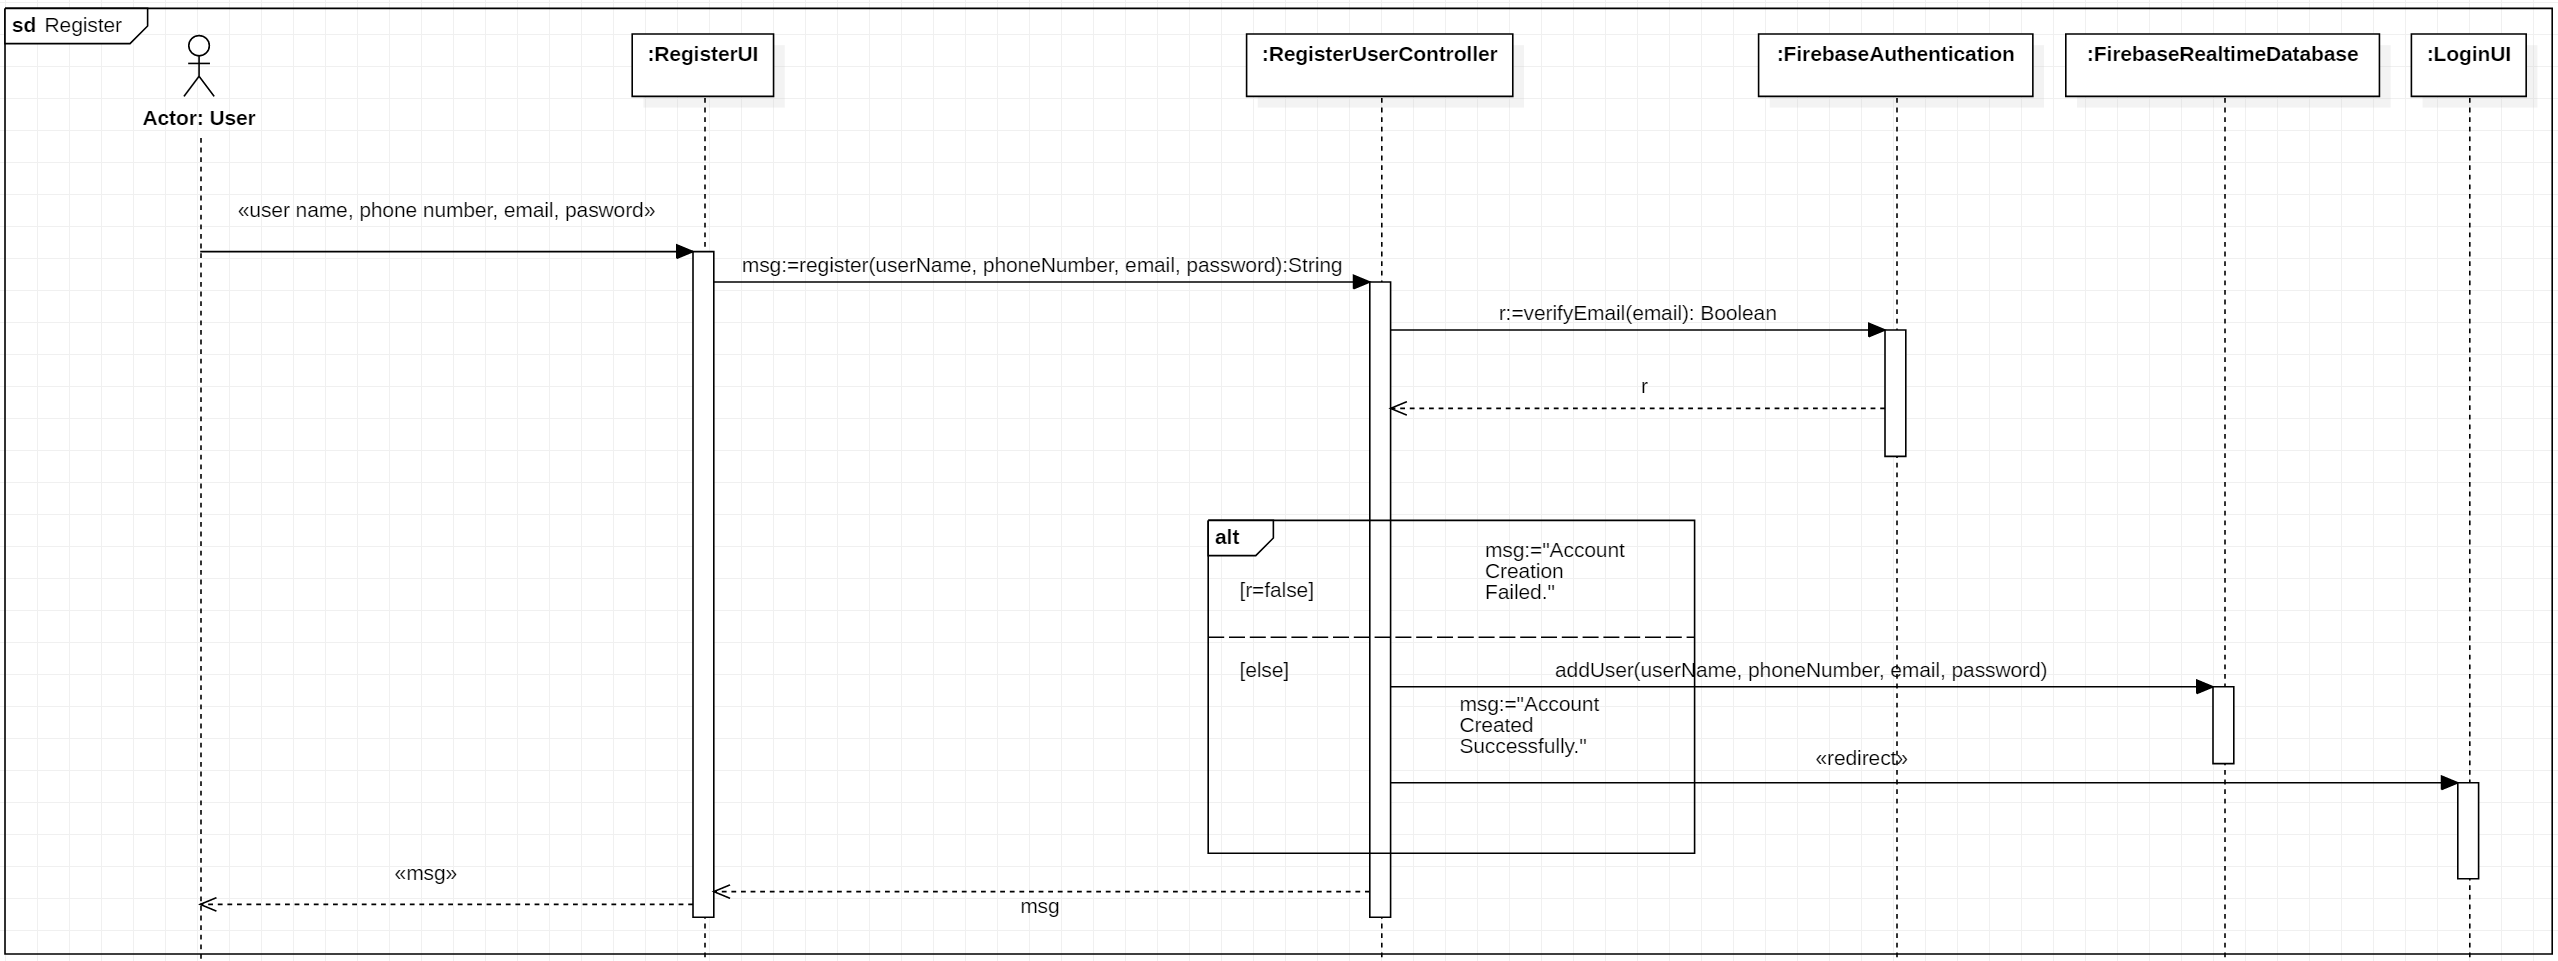 sd Register
:RegisterUI
:RegisterUserController
:FirebaseAuthentication
:FirebaseRealtimeDatabase
:LoginUI
Actor: User
«user name, phone number, email, pasword»
msg:=register(userName, phoneNumber, email, password):String
r:=verifyEmail(email): Boolean
r
alt
msg:="Account
Creation
Failed."
[r=false]
[else]
addUser(userName, phoneNumber, email, password)
msg:="Account
Created
Successfully."
«redirect»
«msg»
msg